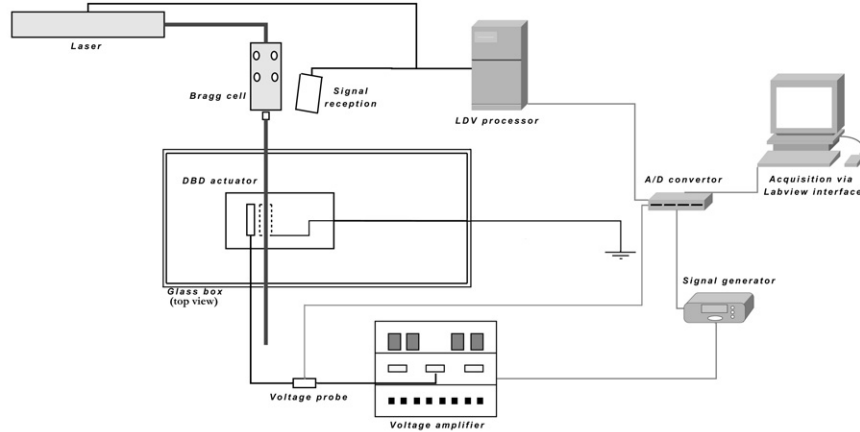 Laser
Bragg cell
Signal
reception
LDV processor
DBD actuator
A/D convertor
Acquisition via
Labview interface
Glass box
(top view)
Signal generator
Voltage probe
Voltage amplifier